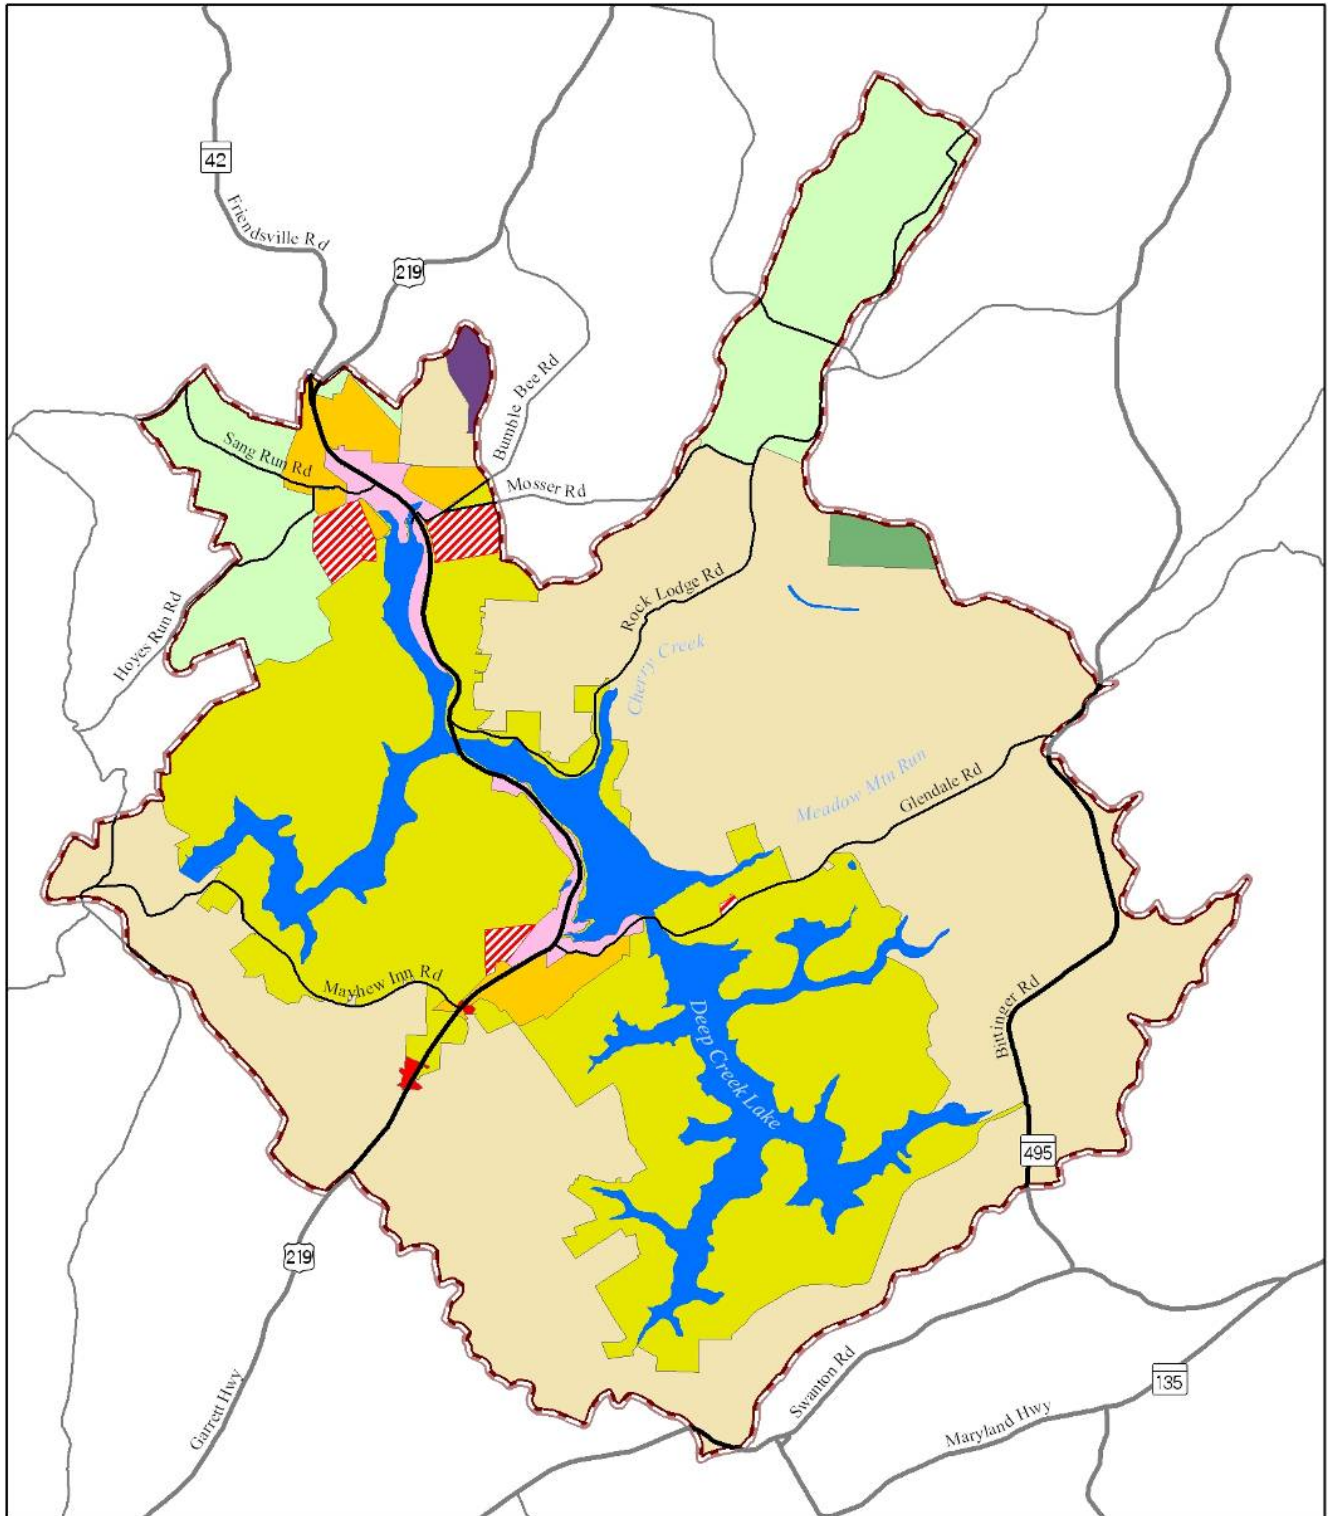 42
Friendsville Rd
219
Bumble Bee Rd
Sang Run Rd
Mosser Rd
Rock Lodge Rd
Hoyes Run Rd
Cherry Creek
Meadow Mtn Run
Glendale Rd
Mayhew Inn Rd
Deep Creek Lake
Bittinger Rd
495
219
Swanton Rd
135
Garrett Hwy
Maryland Hwy